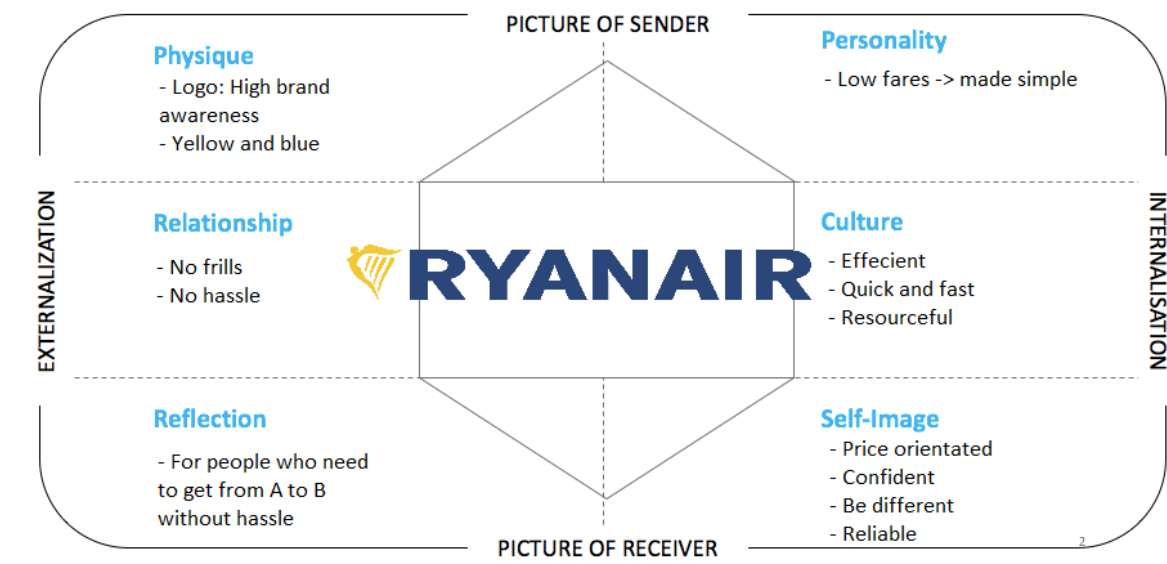 PICTURE OF SENDER
Physique
- Logo: High brand
awareness
- Yellow and blue
Personality
- Low fares -> made simple
EXTERNALIZATION
Relationship
- No frills
- No hassle
RYANAIR
Culture
- Effecient
- Quick and fast
- Resourceful
INTERNALISATION
Reflection
- For people who need
to get from A to B
without hassle
Self-Image
- Price orientated
- Confident
- Be different
- Reliable
2
PICTURE OF RECEIVER